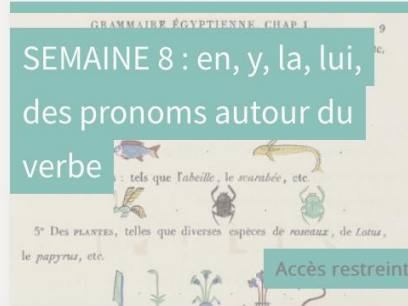 GRAMMAIRE ÉGYPTIENNE, CHAP I
9
SEMAINE 8 : en, y, la, lui,
des pronoms autour du
verbe
: tels que l'abeille, le scarabée, etc.
5° Des PLANTES, telles que diverses espèces de roseaux, de Lotus,
le papyrus, etc.
Accès restreint